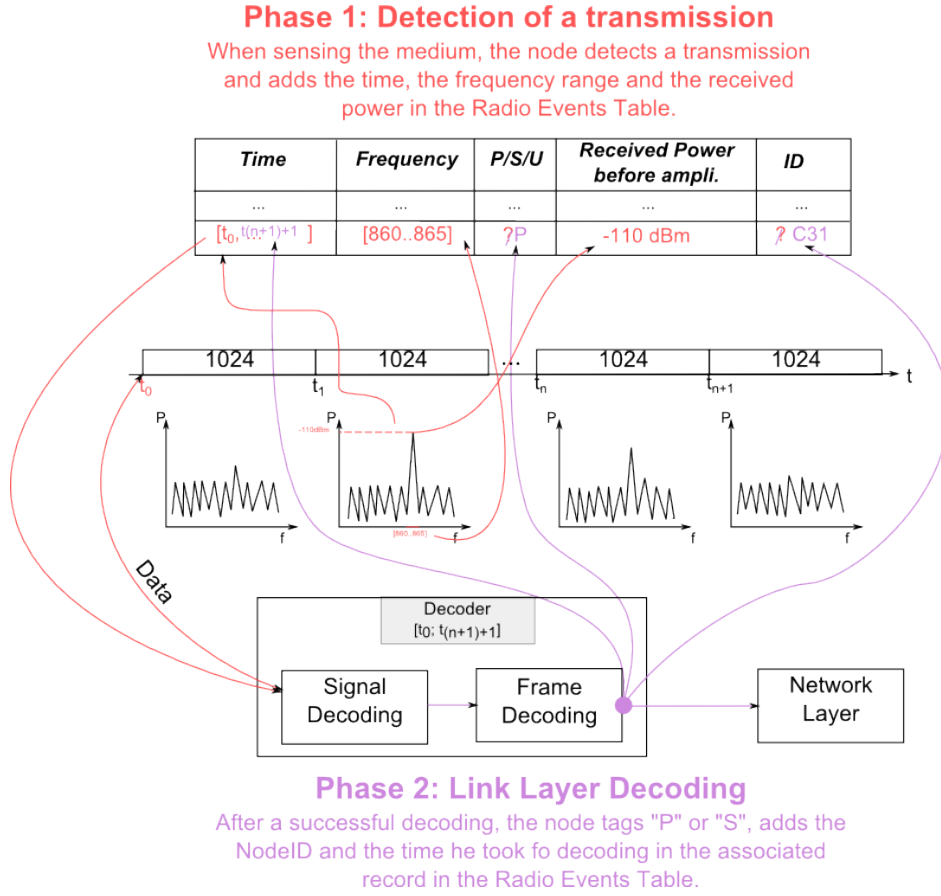 Phase 1: Detection of a transmission
When sensing the medium, the node detects a transmission
and adds the time, the frequency range and the received
power in the Radio Events Table.
Time Frequency P/S/U Received Power before ampli. ID
... ... ... ... ...
[t0, ... t(n+1)+1 ] [860..865] ?P -110 dBm ? C31
1024 1024 ... 1024 1024
t0 t1 tn tn+1 t
P P P P
-110dBm
f f f f
[860..865]
Data
Decoder
[t0; t(n+1)+1]
Signal
Decoding
Frame
Decoding
Network
Layer
Phase 2: Link Layer Decoding
After a successful decoding, the node tags "P" or "S", adds the
NodeID and the time he took fo decoding in the associated
record in the Radio Events Table.